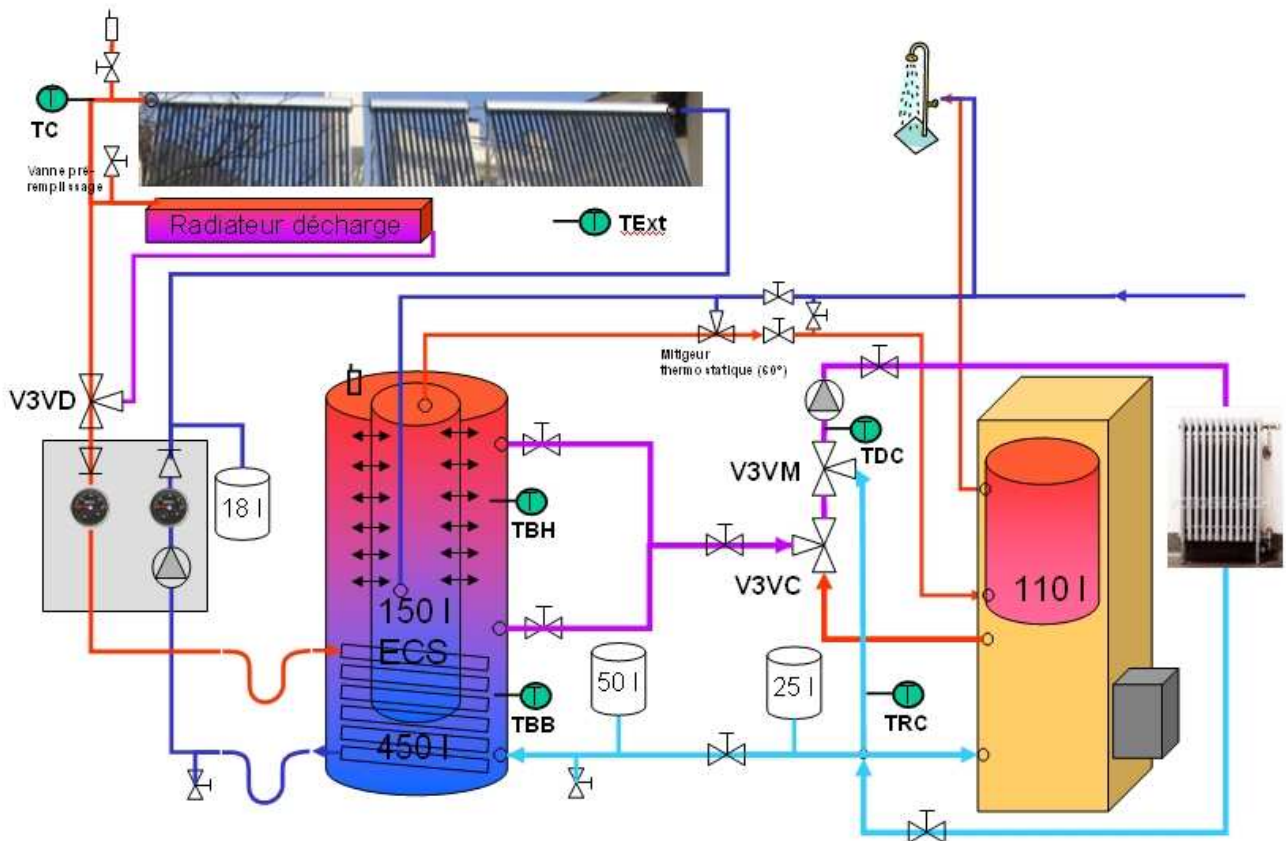 TC
Vanne pré-
remplissage
Radiateur décharge
TExt
Mitigeur
thermostatique (60°)
V3VD
18 l
TBH
TDC
V3VM
V3VC
110 l
150 l
ECS
50 l
25 l
TBB
TRC
450 l